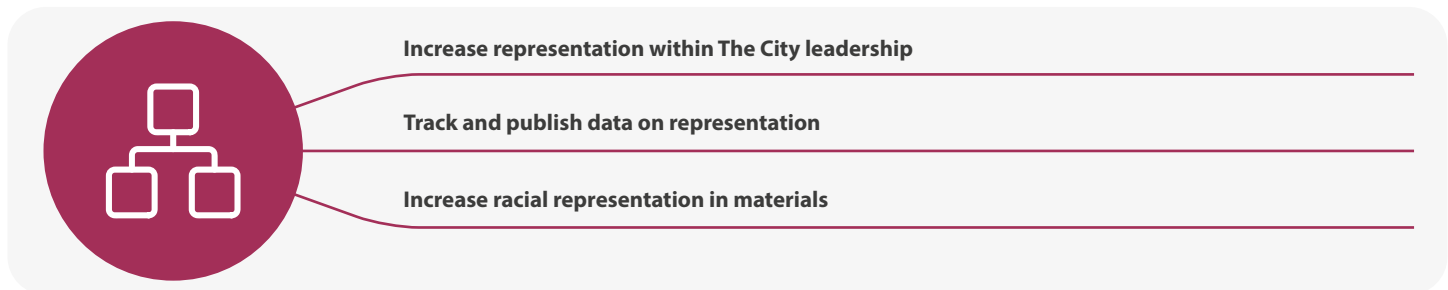 Increase representation within The City leadership
Track and publish data on representation
Increase racial representation in materials